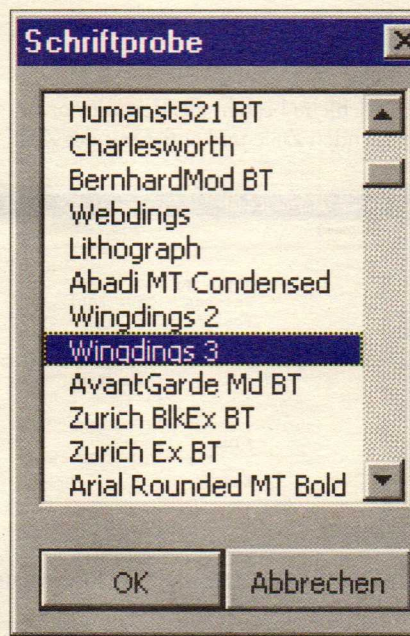 Schriftprobe
Humanst521 BT
Charlesworth
BernhardMod BT
Webdings
Lithograph
Abadi MT Condensed
Wingdings 2
Wingdings 3
AvantGarde Md BT
Zurich BlkEx BT
Zurich Ex BT
Arial Rounded MT Bold
OK
Abbrechen